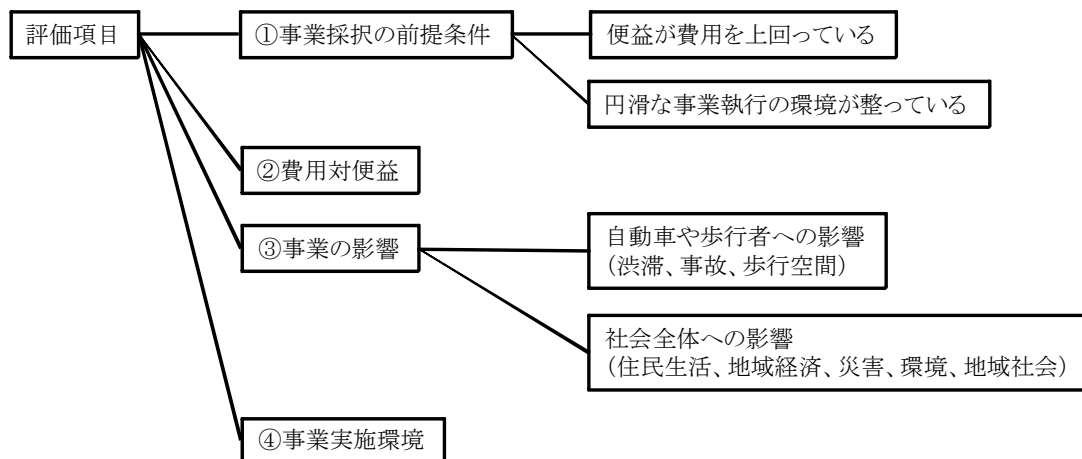 評価項目
①事業採択の前提条件
便益が費用を上回っている
円滑な事業執行の環境が整っている
②費用対便益
③事業の影響
自動車や歩行者への影響
(渋滞、事故、歩行空間)
社会全体への影響
(住民生活、地域経済、災害、環境、地域社会)
④事業実施環境